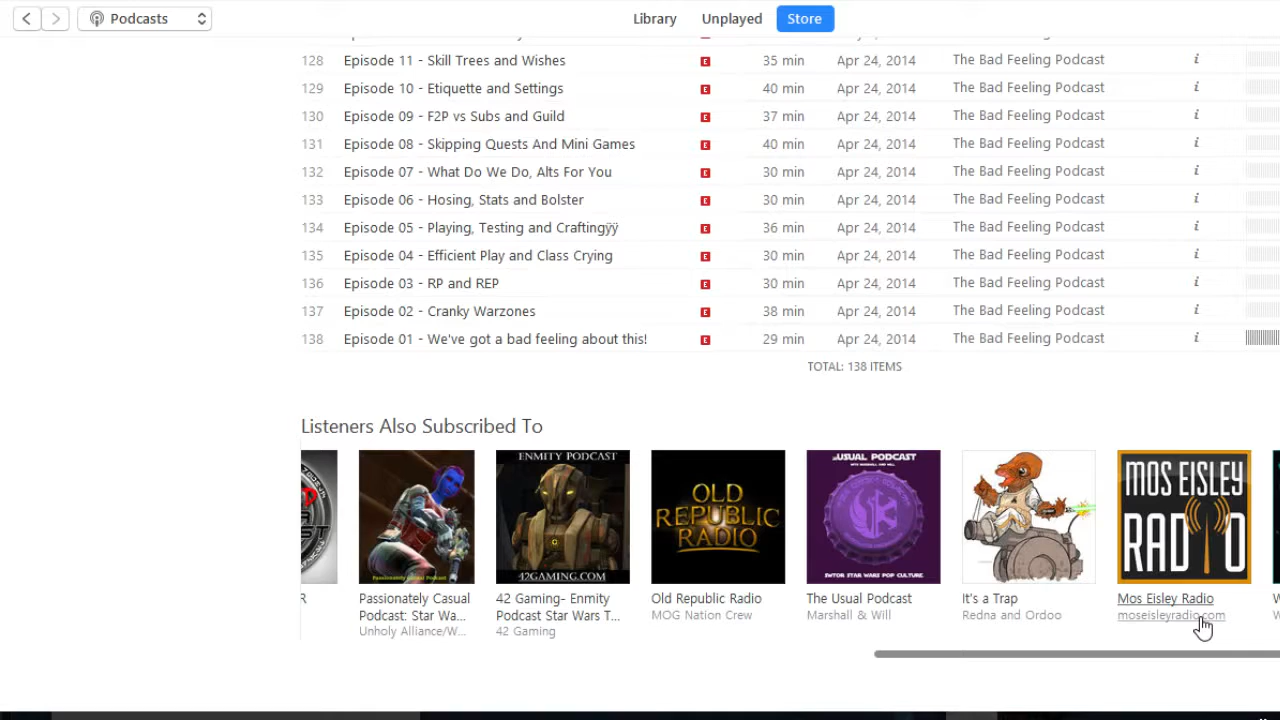 Podcasts
Library
Unplayed
Store
128 Episode 11 - Skill Trees and Wishes E 35 min Apr 24, 2014 The Bad Feeling Podcast i
129 Episode 10 - Etiquette and Settings E 40 min Apr 24, 2014 The Bad Feeling Podcast i
130 Episode 09 - F2P vs Subs and Guild E 37 min Apr 24, 2014 The Bad Feeling Podcast i
131 Episode 08 - Skipping Quests And Mini Games E 40 min Apr 24, 2014 The Bad Feeling Podcast i
132 Episode 07 - What Do We Do, Alts For You E 30 min Apr 24, 2014 The Bad Feeling Podcast i
133 Episode 06 - Hosing, Stats and Bolster E 30 min Apr 24, 2014 The Bad Feeling Podcast i
134 Episode 05 - Playing, Testing and Craftingÿÿ E 36 min Apr 24, 2014 The Bad Feeling Podcast i
135 Episode 04 - Efficient Play and Class Crying E 30 min Apr 24, 2014 The Bad Feeling Podcast i
136 Episode 03 - RP and REP E 30 min Apr 24, 2014 The Bad Feeling Podcast i
137 Episode 02 - Cranky Warzones E 38 min Apr 24, 2014 The Bad Feeling Podcast i
138 Episode 01 - We've got a bad feeling about this! E 29 min Apr 24, 2014 The Bad Feeling Podcast i
TOTAL: 138 ITEMS
Listeners Also Subscribed To
Passionately Casual Podcast
ENMITY PODCAST
42GAMING.COM
OLD
REPUBLIC
RADIO
USUAL PODCAST
WITH MARSHALL AND WILL
SWTOR STAR WARS POP CULTURE
MOS EISLEY
RADIO
R
Passionately Casual
Podcast: Star Wa...
Unholy Alliance/W...
42 Gaming- Enmity
Podcast Star Wars T...
42 Gaming
Old Republic Radio
MOG Nation Crew
The Usual Podcast
Marshall & Will
It's a Trap
Redna and Ordoo
Mos Eisley Radio
moseisleyradio.com